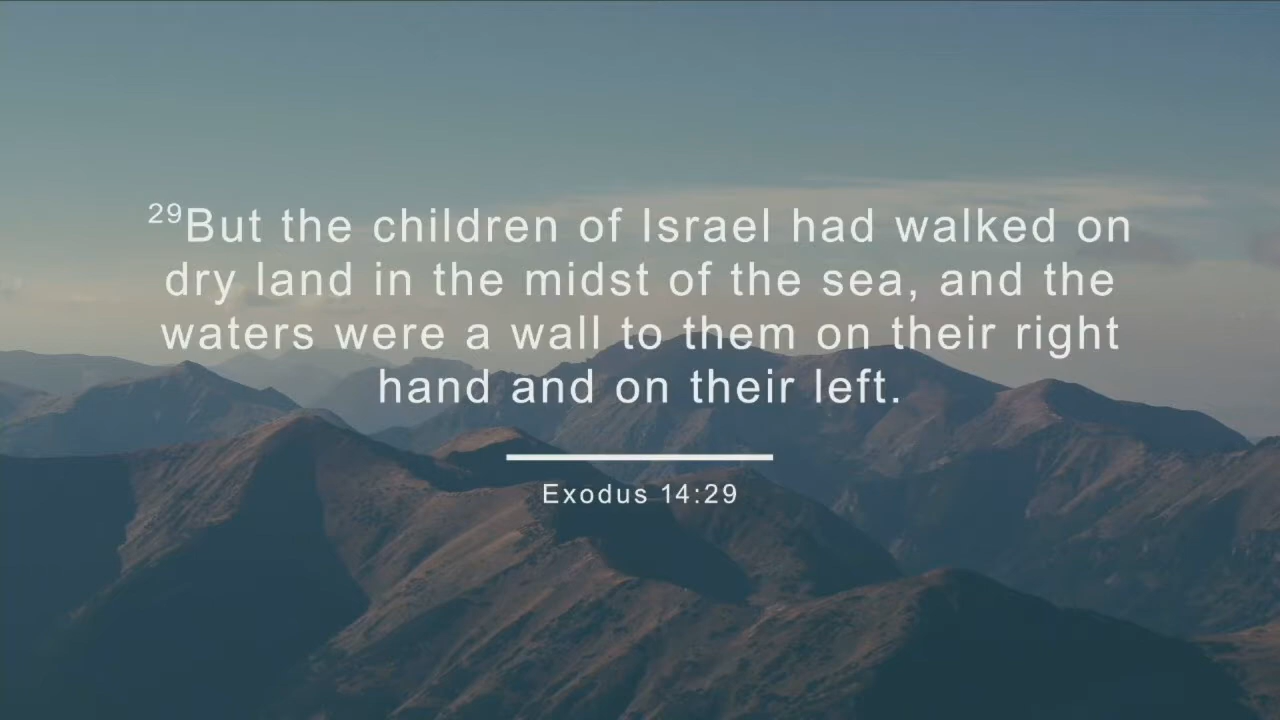 29But the children of Israel had walked on
dry land in the midst of the sea, and the
waters were a wall to them on their right
hand and on their left.
Exodus 14:29